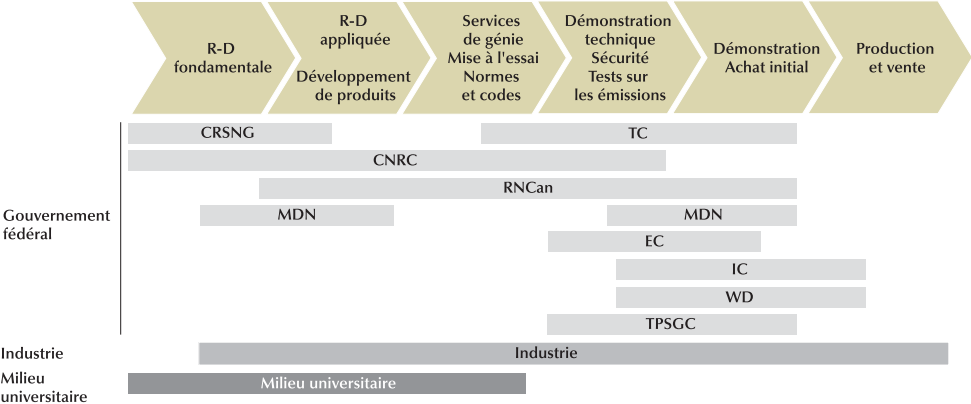 R-D
fondamentale
R-D
appliquée
Développement
de produits
Services
de génie
Mise à l'essai
Normes
et codes
Démonstration
technique
Sécurité
Tests sur
les émissions
Démonstration
Achat initial
Production
et vente
Gouvernement
fédéral
CRSNG
TC
CNRC
RNCan
MDN
MDN
EC
IC
WD
TPSGC
Industrie
Industrie
Milieu
universitaire
Milieu universitaire